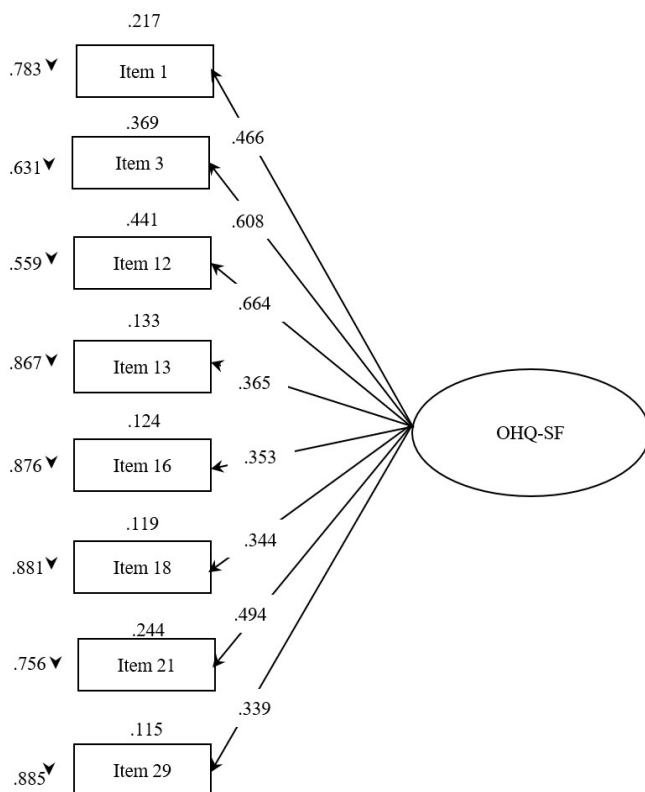 .217
.783
Item 1
.466
.369
.631
Item 3
.608
.441
.559
Item 12
.664
.133
.867
Item 13
.365
.124
.876
Item 16
.353
.119
.881
Item 18
.344
.244
.756
Item 21
.494
.115
.885
Item 29
.339
OHQ-SF